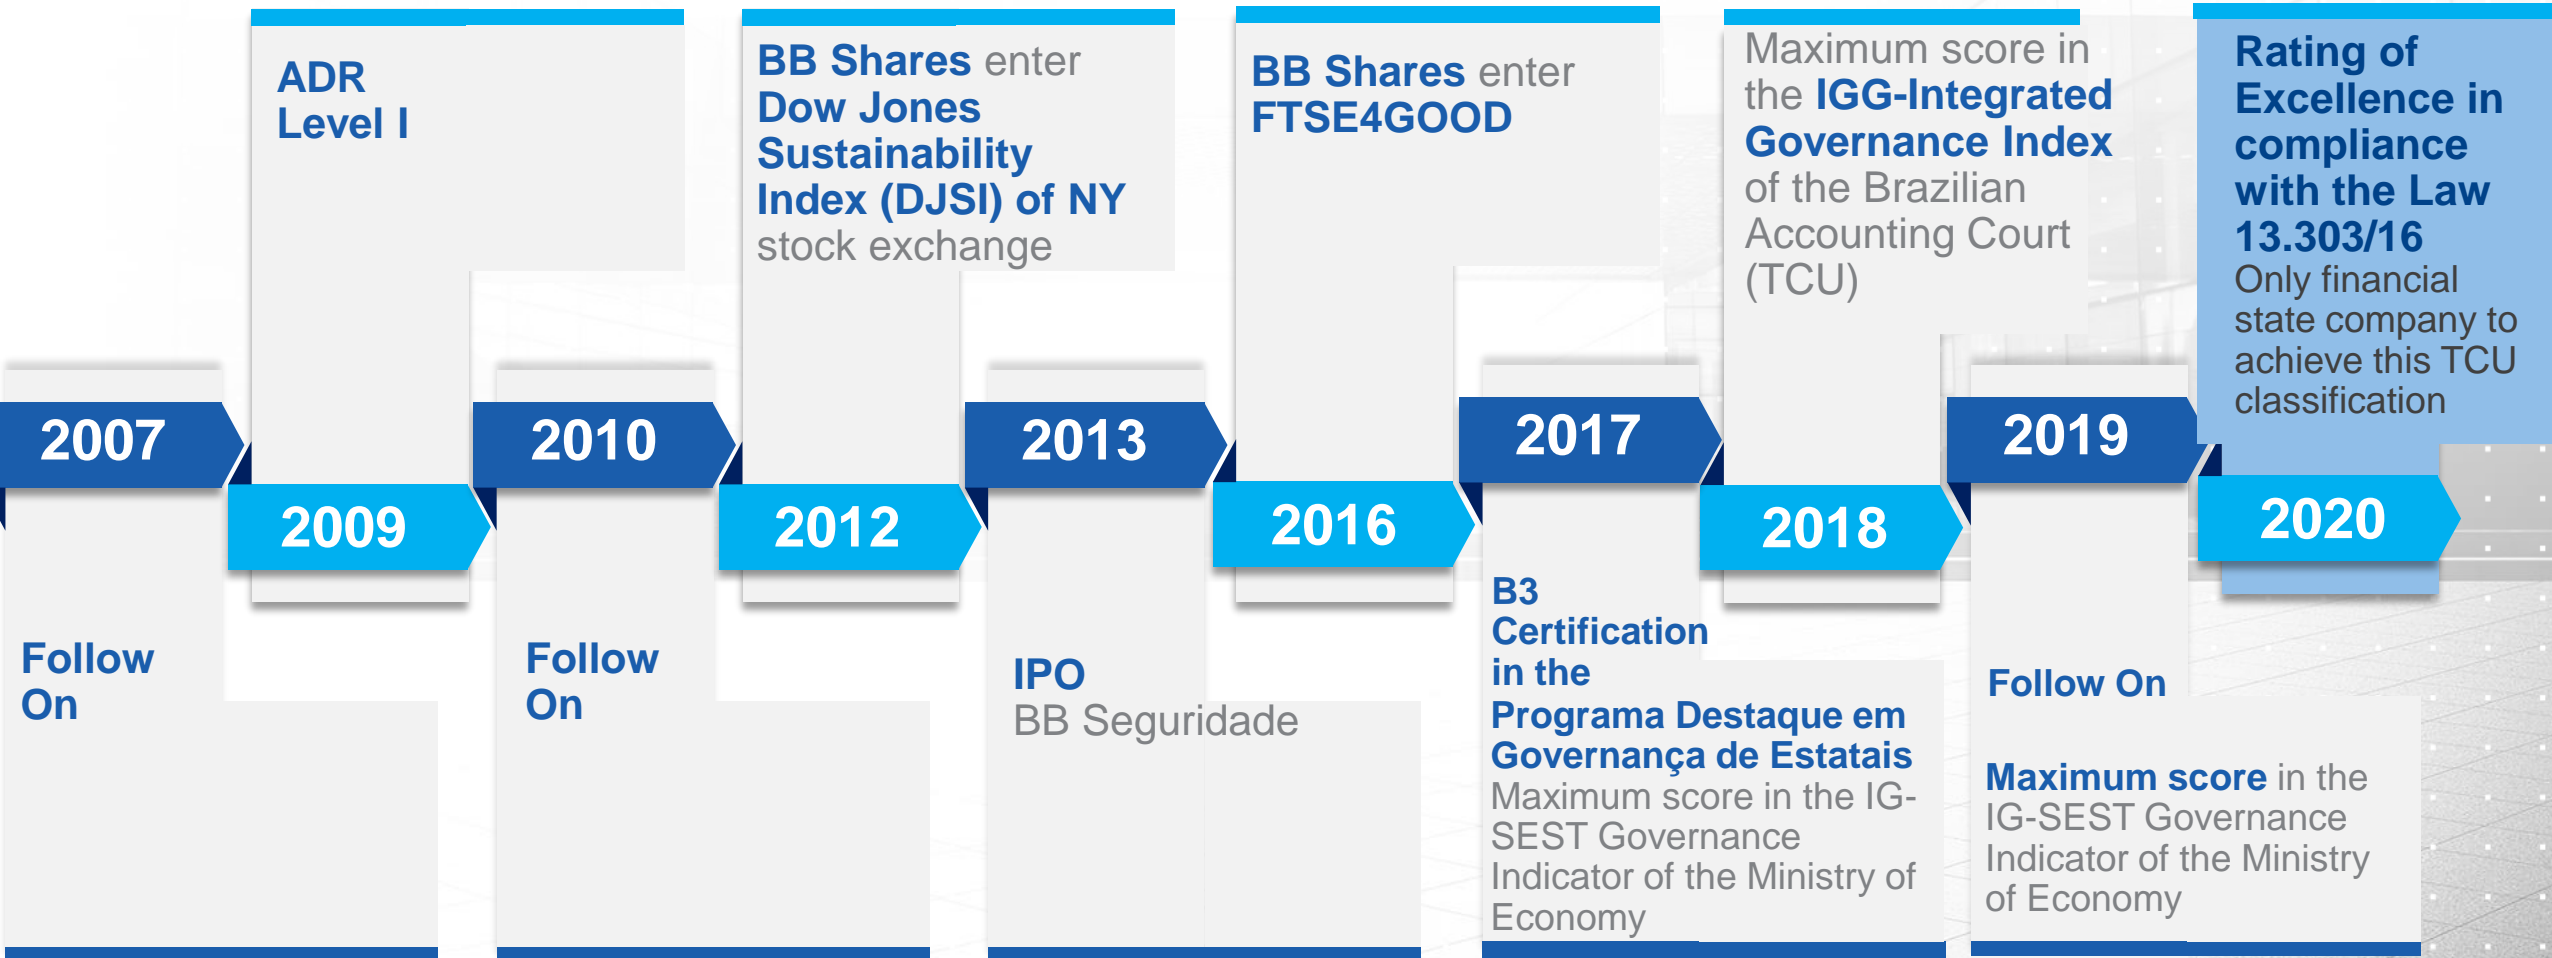 2007
Follow
On
ADR
Level I
2009
2010
Follow
On
BB Shares enter
Dow Jones
Sustainability
Index (DJSI) of NY
stock exchange
2012
2013
IPO
BB Seguridade
BB Shares enter
FTSE4GOOD
2016
2017
B3
Certification
in the
Programa Destaque em
Governança de Estatais
Maximum score in the IG-
SEST Governance
Indicator of the Ministry of
Economy
Maximum score in
the IGG-Integrated
Governance Index
of the Brazilian
Accounting Court
(TCU)
2018
2019
Follow On
Maximum score in the
IG-SEST Governance
Indicator of the Ministry
of Economy
Rating of
Excellence in
compliance
with the Law
13.303/16
Only financial
state company to
achieve this TCU
classification
2020